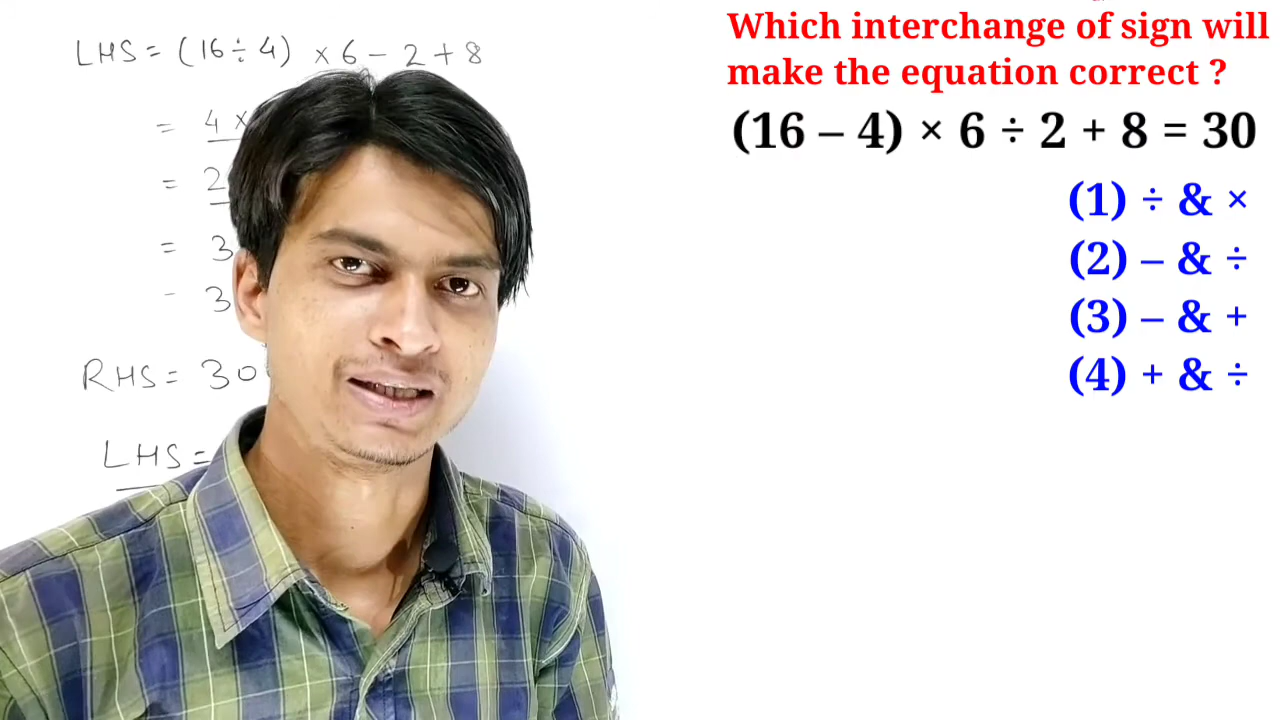 LHS = (16 ÷ 4) × 6 – 2 + 8
= 4 ×
=
= 3
= 3
RHS = 30
LHS =
Which interchange of sign will
make the equation correct ?
(16 – 4) × 6 ÷ 2 + 8 = 30
(1) ÷ & ×
(2) – & ÷
(3) – & +
(4) + & ÷